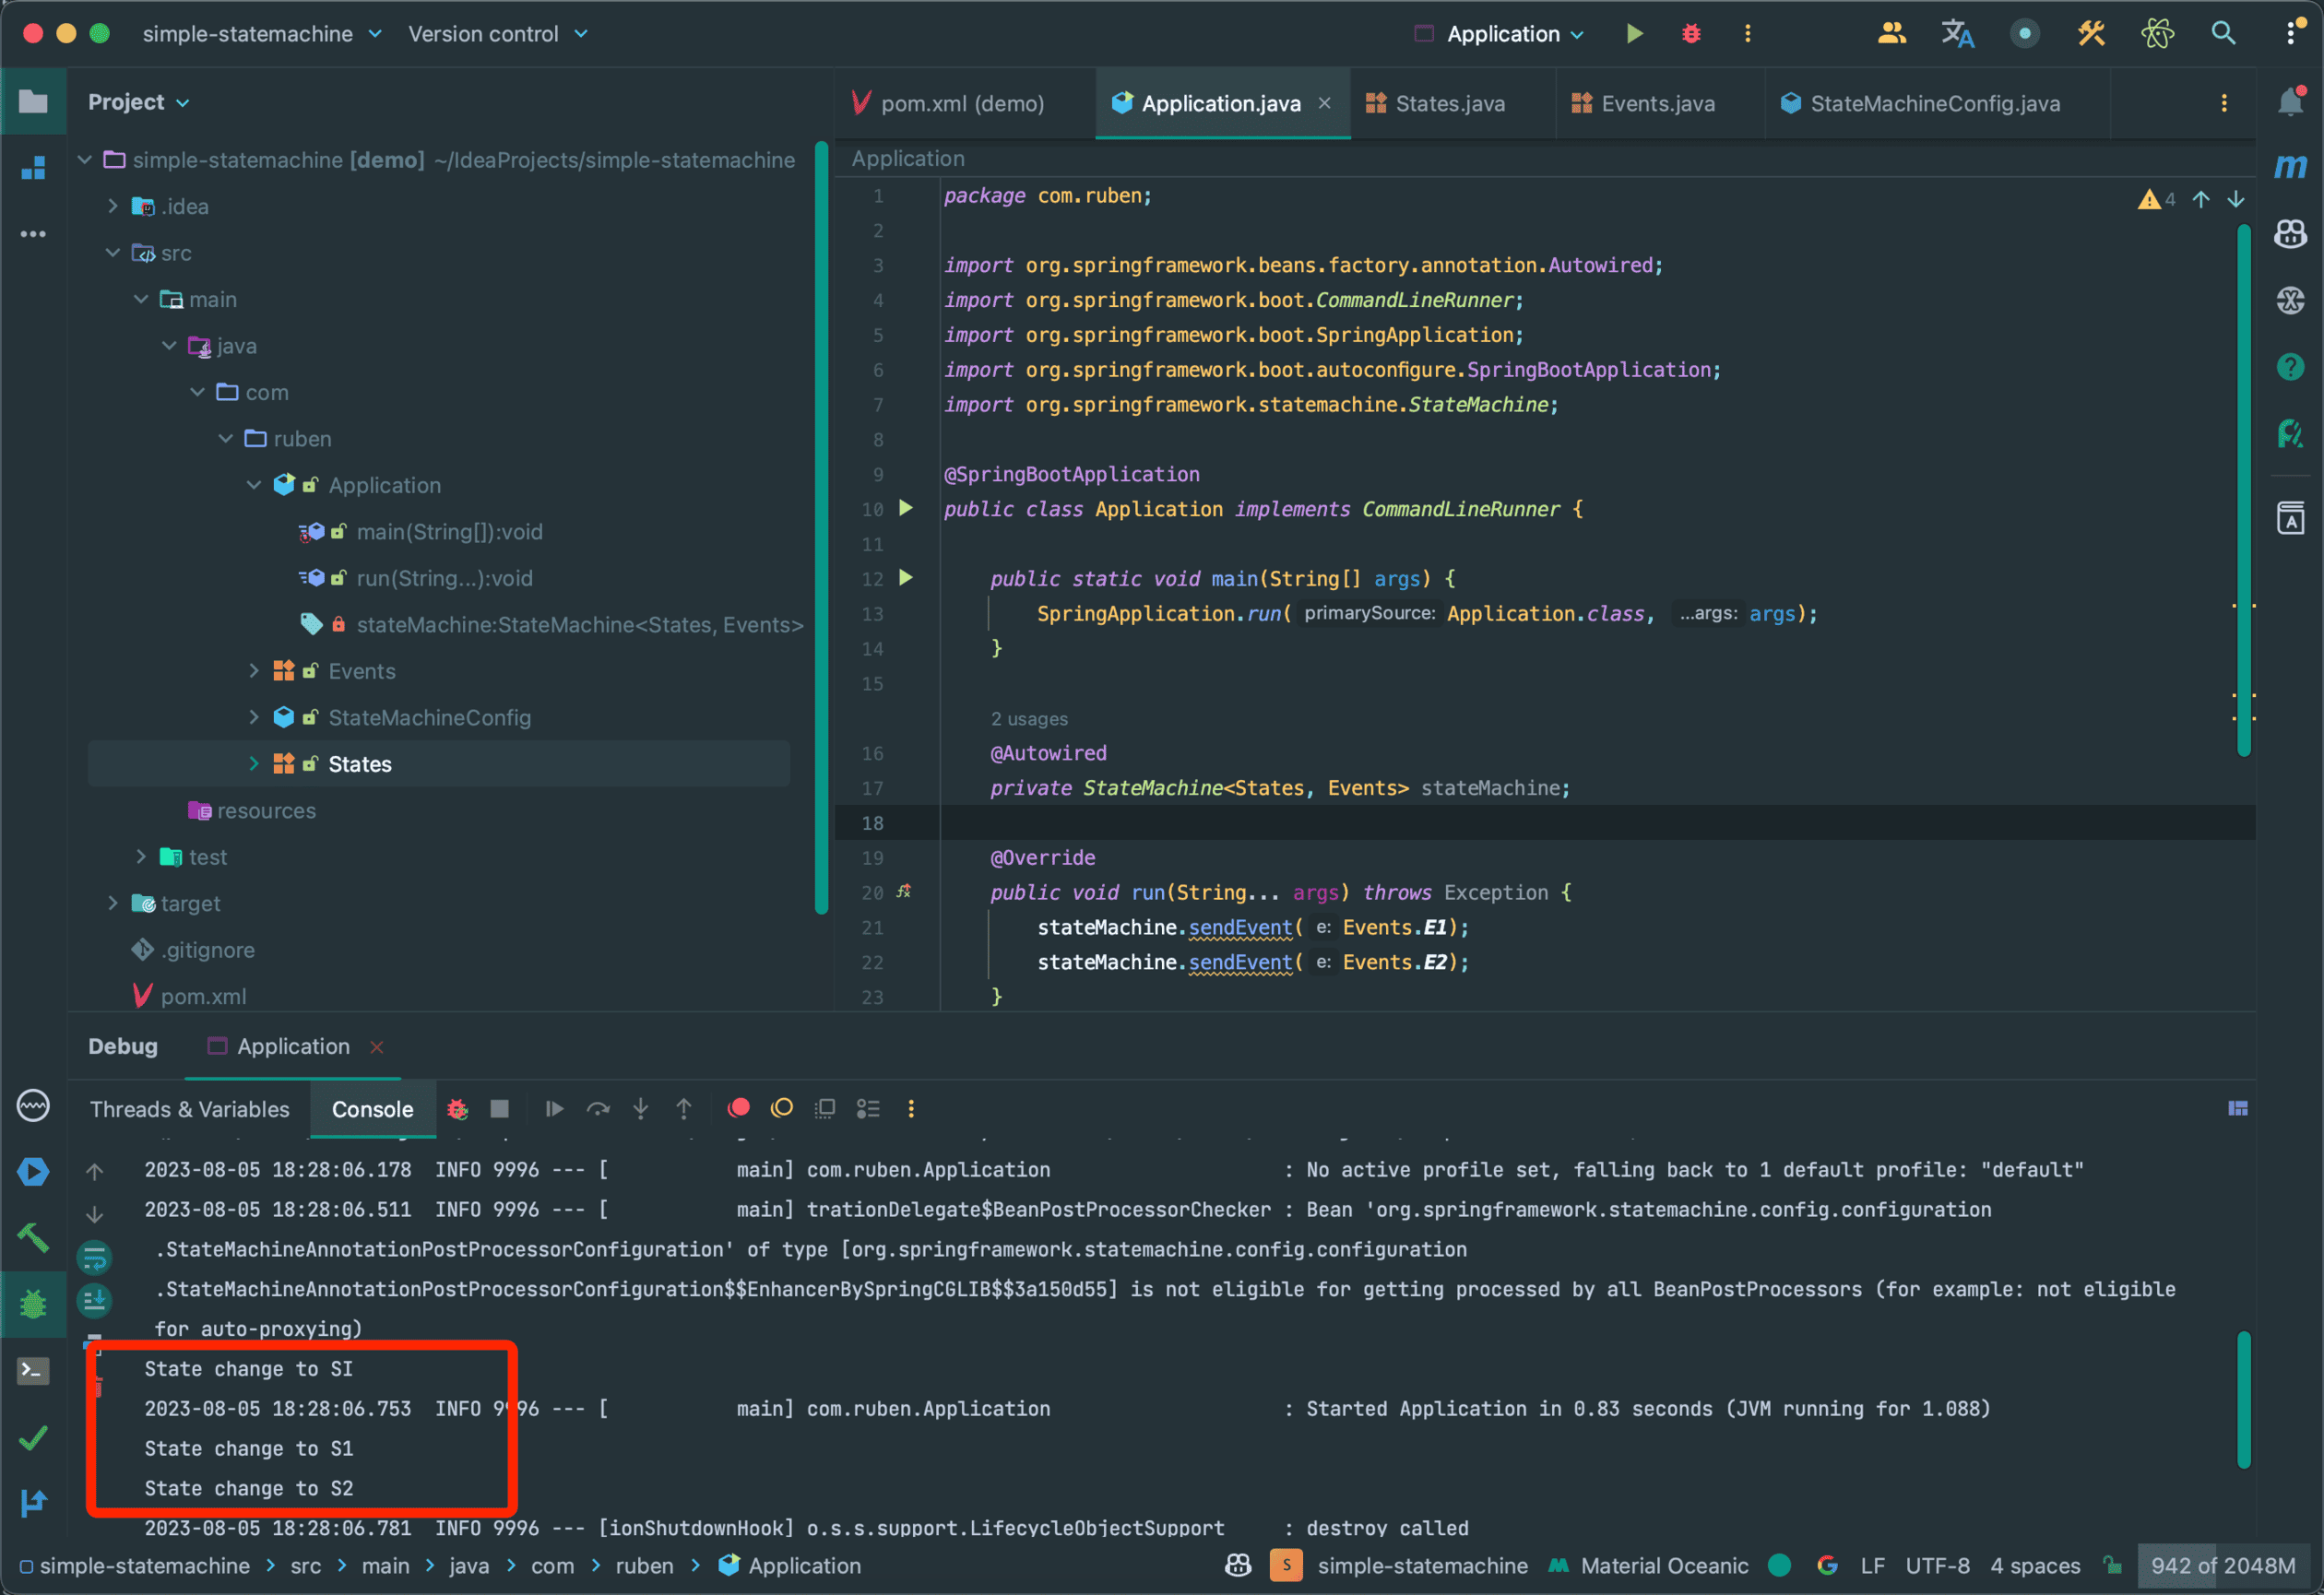 simple-statemachine Version control Application
Project
pom.xml (demo) Application.java States.java Events.java StateMachineConfig.java
simple-statemachine [demo] ~/IdeaProjects/simple-statemachine
.idea
src
main
java
com
ruben
Application
main(String[]):void
run(String...):void
stateMachine:StateMachine<States, Events>
Events
StateMachineConfig
States
resources
test
target
.gitignore
pom.xml
Application
4
1 package com.ruben;
2
3 import org.springframework.beans.factory.annotation.Autowired;
4 import org.springframework.boot.CommandLineRunner;
5 import org.springframework.boot.SpringApplication;
6 import org.springframework.boot.autoconfigure.SpringBootApplication;
7 import org.springframework.statemachine.StateMachine;
8
9 @SpringBootApplication
10 public class Application implements CommandLineRunner {
11
12 public static void main(String[] args) {
13 SpringApplication.run( primarySource: Application.class, ...args: args);
14 }
15
2 usages
16 @Autowired
17 private StateMachine<States, Events> stateMachine;
18
19 @Override
20 public void run(String... args) throws Exception {
21 stateMachine.sendEvent( e: Events.E1);
22 stateMachine.sendEvent( e: Events.E2);
23 }
Debug Application
Threads & Variables Console
2023-08-05 18:28:06.178 INFO 9996 --- [ main] com.ruben.Application : No active profile set, falling back to 1 default profile: "default"
2023-08-05 18:28:06.511 INFO 9996 --- [ main] trationDelegate$BeanPostProcessorChecker : Bean 'org.springframework.statemachine.config.configuration
.StateMachineAnnotationPostProcessorConfiguration' of type [org.springframework.statemachine.config.configuration
.StateMachineAnnotationPostProcessorConfiguration$$EnhancerBySpringCGLIB$$3a150d55] is not eligible for getting processed by all BeanPostProcessors (for example: not eligible
for auto-proxying)
State change to SI
2023-08-05 18:28:06.753 INFO 9996 --- [ main] com.ruben.Application : Started Application in 0.83 seconds (JVM running for 1.088)
State change to S1
State change to S2
2023-08-05 18:28:06.781 INFO 9996 --- [ionShutdownHook] o.s.s.support.LifecycleObjectSupport : destroy called
simple-statemachine > src > main > java > com > ruben > Application S simple-statemachine Material Oceanic LF UTF-8 4 spaces 942 of 2048M